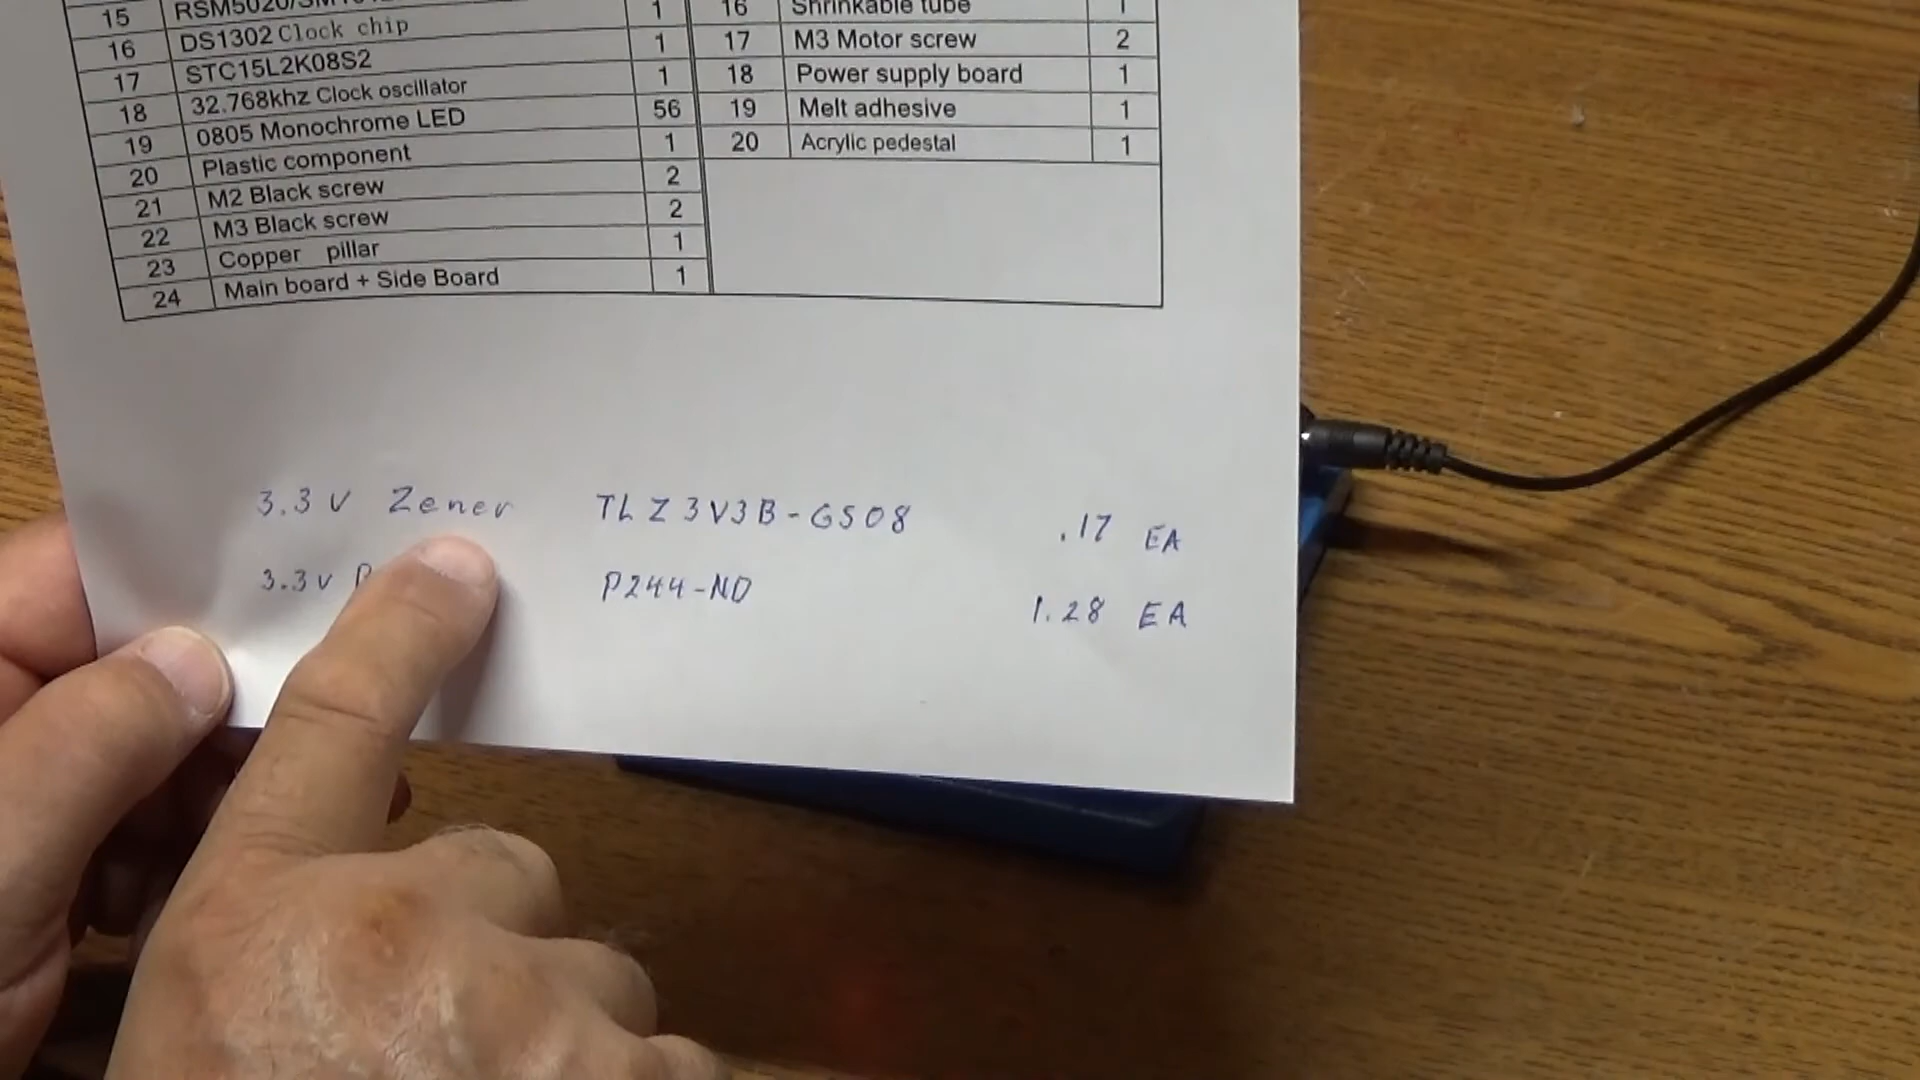 15
16 DS1302 Clock chip 1 16 Shrinkable tube 1
17 STC15L2K08S2 1 17 M3 Motor screw 2
18 32.768khz Clock oscillator 1 18 Power supply board 1
19 0805 Monochrome LED 56 19 Melt adhesive 1
20 Plastic component 1 20 Acrylic pedestal 1
21 M2 Black screw 2
22 M3 Black screw 2
23 Copper pillar 1
24 Main board + Side Board 1
3.3 V Zener TLZ3V3B-GS08 .17 EA
3.3v P244-ND 1.28 EA